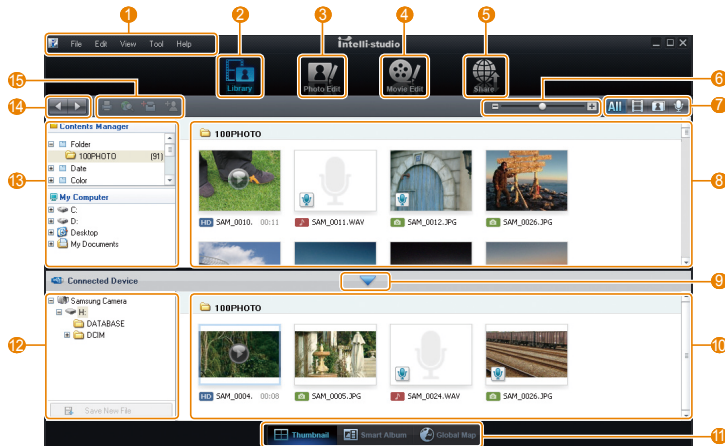 1 2 3 4 5
File Edit View Tool Help
intelli-studio
Library Photo Edit Movie Edit Share
15 6
14 All 7
Contents Manager
Folder
100PHOTO (91)
Date
Color
13
My Computer
C:
D:
Desktop
My Documents
100PHOTO
HD SAM_0010. 00:11 SAM_0011.WAV SAM_0012.JPG SAM_0026.JPG
8
Connected Device 9
Samsung Camera
H:
DATABASE
DCIM
12
Save New File
100PHOTO
HD SAM_0004. 00:08 SAM_0005.JPG SAM_0024.WAV SAM_0026.JPG
10
Thumbnail Smart Album Global Map 11